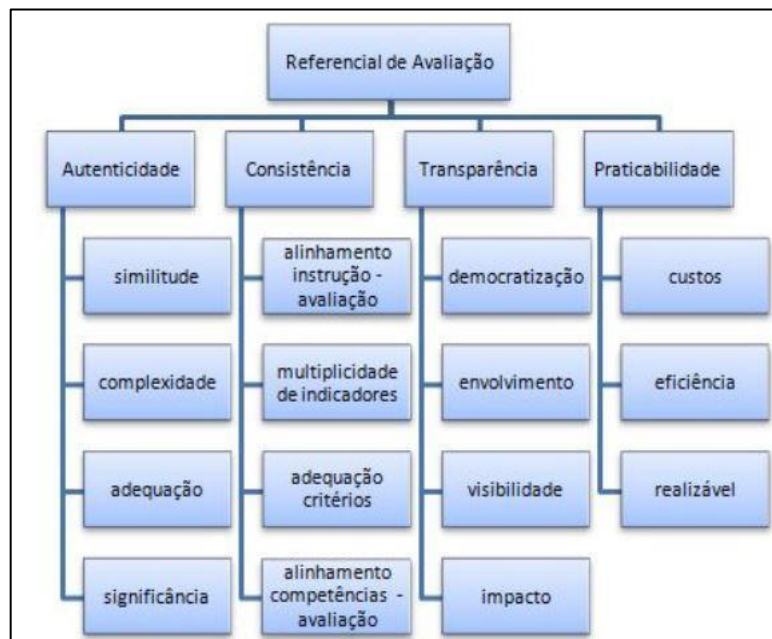 Referencial de Avaliação
Autenticidade
Consistência
Transparência
Praticabilidade
similitude
alinhamento
instrução -
avaliação
democratização
custos
complexidade
multiplicidade
de indicadores
envolvimento
eficiência
adequação
adequação
critérios
visibilidade
realizável
significância
alinhamento
competências -
avaliação
impacto